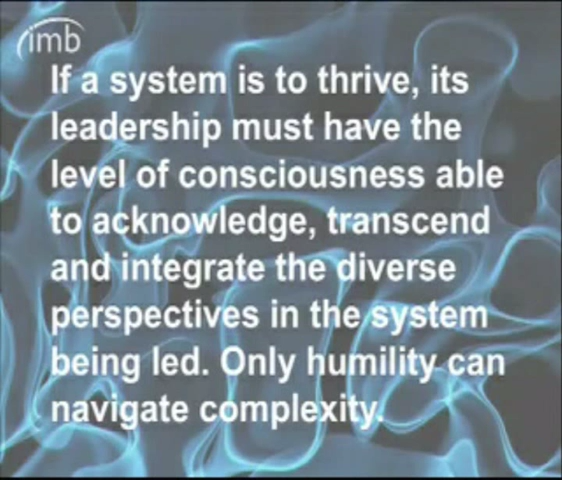 imb
If a system is to thrive, its
leadership must have the
level of consciousness able
to acknowledge, transcend
and integrate the diverse
perspectives in the system
being led. Only humility can
navigate complexity.